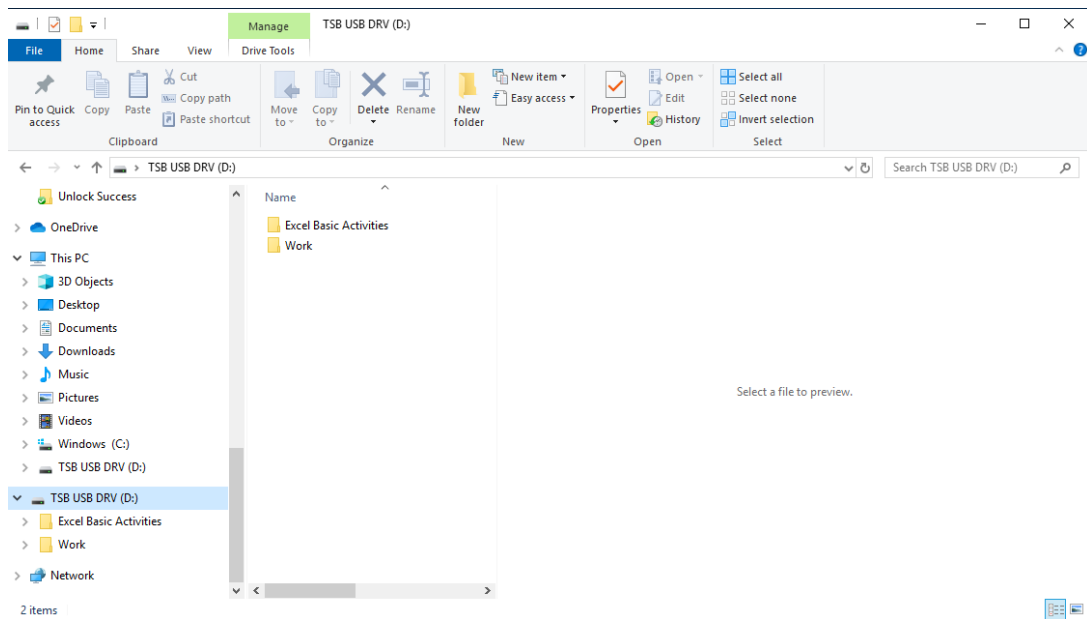 Manage
TSB USB DRV (D:)
File
Home
Share
View
Drive Tools
?
Pin to Quick access
Copy
Paste
Cut
Copy path
Paste shortcut
Clipboard
Move to
Copy to
Delete
Rename
Organize
New folder
New item
Easy access
New
Properties
Open
Edit
History
Open
Select all
Select none
Invert selection
Select
TSB USB DRV (D:)
Search TSB USB DRV (D:)
Unlock Success
OneDrive
This PC
3D Objects
Desktop
Documents
Downloads
Music
Pictures
Videos
Windows (C:)
TSB USB DRV (D:)
TSB USB DRV (D:)
Excel Basic Activities
Work
Network
Name
Excel Basic Activities
Work
Select a file to preview.
2 items